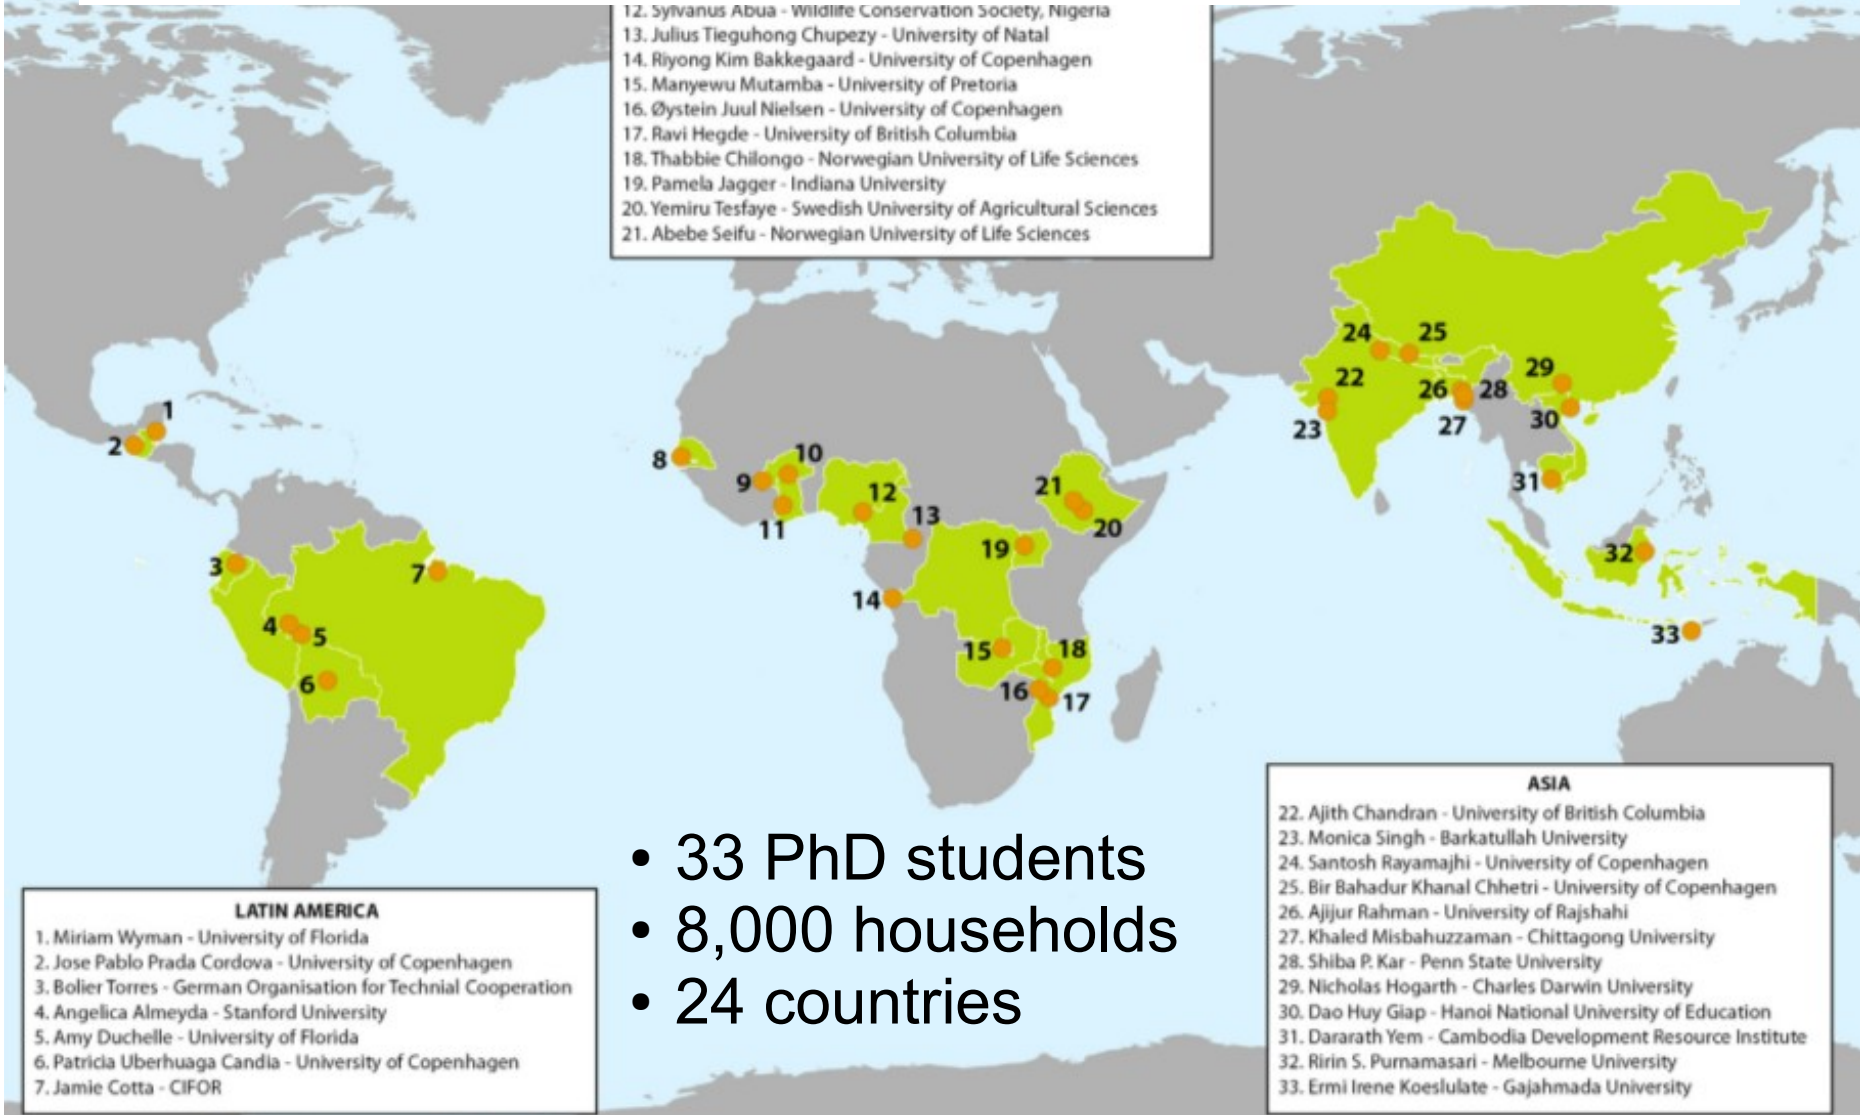 12. Sylvanus Abua - Wildlife Conservation Society, Nigeria
13. Julius Tieguhong Chupezy - University of Natal
14. Riyong Kim Bakkegaard - University of Copenhagen
15. Manyewu Mutamba - University of Pretoria
16. Øystein Juul Nielsen - University of Copenhagen
17. Ravi Hegde - University of British Columbia
18. Thabbie Chilongo - Norwegian University of Life Sciences
19. Pamela Jagger - Indiana University
20. Yemiru Tesfaye - Swedish University of Agricultural Sciences
21. Abebe Seifu - Norwegian University of Life Sciences
1
2
3
4
5
6
7
8
9
10
11
12
13
14
15
16
17
18
19
20
21
22
23
24
25
26
27
28
29
30
31
32
33
• 33 PhD students
• 8,000 households
• 24 countries
LATIN AMERICA
1. Miriam Wyman - University of Florida
2. Jose Pablo Prada Cordova - University of Copenhagen
3. Bolier Torres - German Organisation for Technial Cooperation
4. Angelica Almeyda - Stanford University
5. Amy Duchelle - University of Florida
6. Patricia Uberhuaga Candia - University of Copenhagen
7. Jamie Cotta - CIFOR
ASIA
22. Ajith Chandran - University of British Columbia
23. Monica Singh - Barkatullah University
24. Santosh Rayamajhi - University of Copenhagen
25. Bir Bahadur Khanal Chhetri - University of Copenhagen
26. Ajijur Rahman - University of Rajshahi
27. Khaled Misbahuzzaman - Chittagong University
28. Shiba P. Kar - Penn State University
29. Nicholas Hogarth - Charles Darwin University
30. Dao Huy Giap - Hanoi National University of Education
31. Dararath Yem - Cambodia Development Resource Institute
32. Ririn S. Purnamasari - Melbourne University
33. Ermi Irene Koeslulate - Gajahmada University